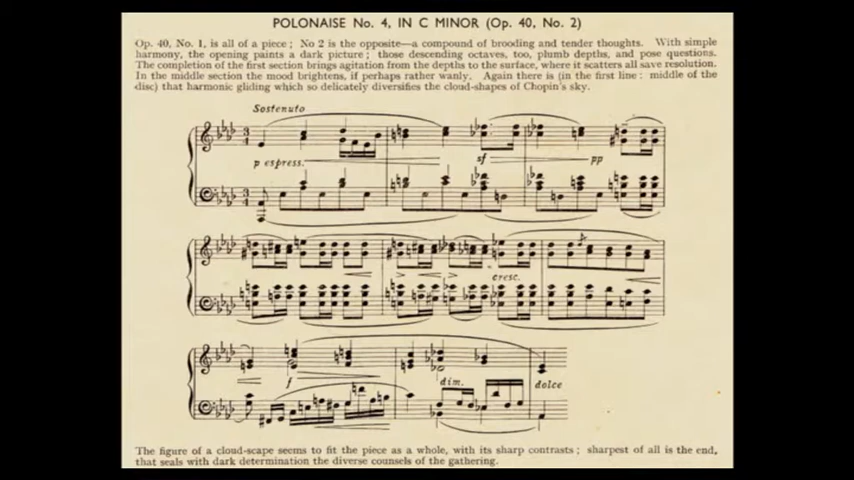 POLONAISE No. 4, IN C MINOR (Op. 40, No. 2)
Op. 40, No. 1, is all of a piece ; No 2 is the opposite—a compound of brooding and tender thoughts. With simple
harmony, the opening paints a dark picture ; those descending octaves, too, plumb depths, and pose questions.
The completion of the first section brings agitation from the depths to the surface, where it scatters all save resolution.
In the middle section the mood brightens, if perhaps rather wanly. Again there is (in the first line : middle of the
disc) that harmonic gliding which so delicately diversifies the cloud-shapes of Chopin's sky.
Sostenuto
3 4
p espress.
sf
pp
3 4
cresc.
f
dim.
dolce
The figure of a cloud-scape seems to fit the piece as a whole, with its sharp contrasts ; sharpest of all is the end,
that seals with dark determination the diverse counsels of the gathering.